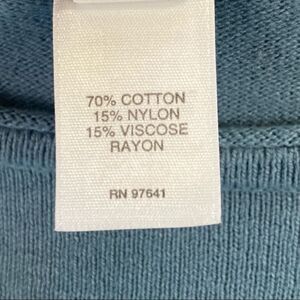 70% COTTON
15% NYLON
15% VISCOSE
RAYON
RN 97641